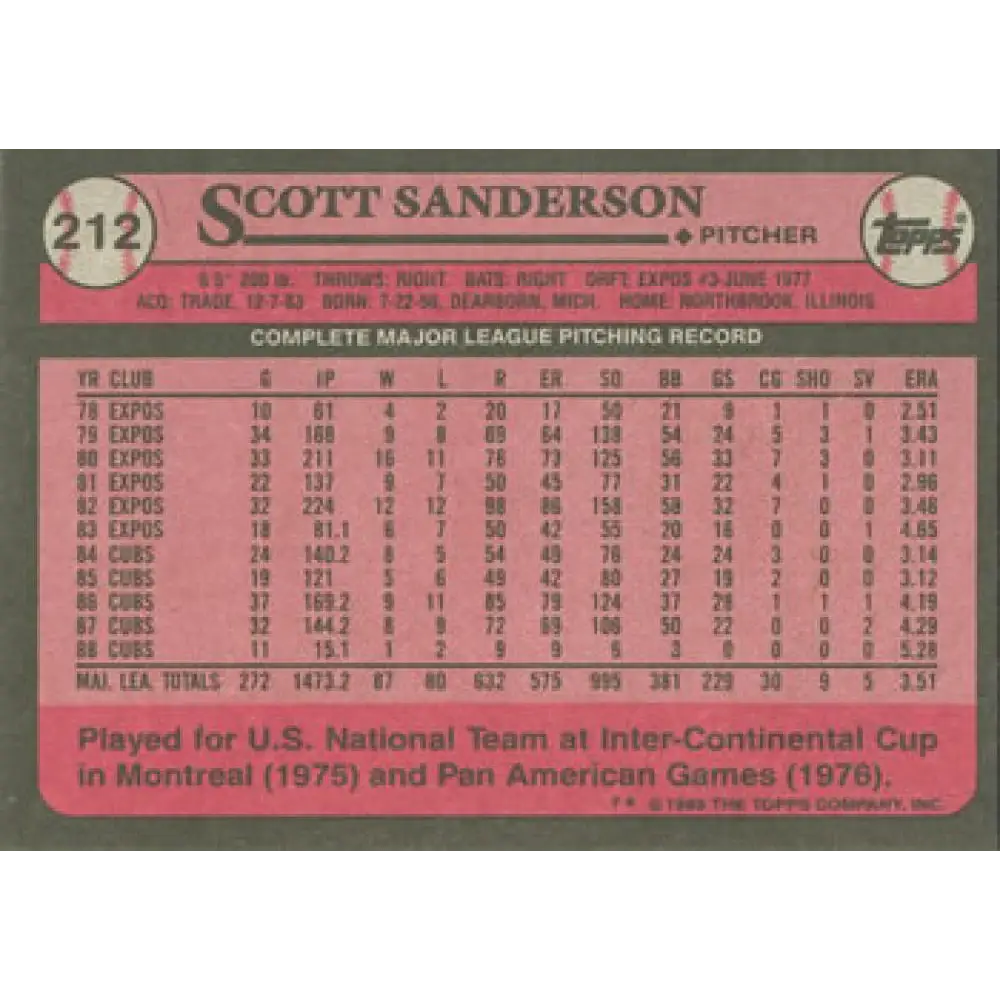 212
SCOTT SANDERSON
PITCHER
TOPPS®
6'5" 200 lb. THROWS: RIGHT BATS: RIGHT DRFT: EXPOS #3-JUNE 1977
ACQ: TRADE, 12-7-83 BORN: 7-22-56, DEARBORN, MICH. HOME: NORTHBROOK, ILLINOIS
COMPLETE MAJOR LEAGUE PITCHING RECORD
YR CLUB G IP W L R ER SO BB GS CG SHO SV ERA
78 EXPOS 10 61 4 2 20 17 50 21 9 1 1 0 2.51
79 EXPOS 34 168 9 8 69 64 138 54 24 5 3 1 3.43
80 EXPOS 33 211 16 11 76 73 125 56 33 7 3 0 3.11
81 EXPOS 22 137 9 7 50 45 77 31 22 4 1 0 2.96
82 EXPOS 32 224 12 12 98 86 158 58 32 7 0 0 3.46
83 EXPOS 18 81.1 6 7 50 42 55 20 16 0 0 1 4.65
84 CUBS 24 140.2 8 5 54 49 76 24 24 3 0 0 3.14
85 CUBS 19 121 5 6 49 42 80 27 19 2 0 0 3.12
86 CUBS 37 169.2 9 11 85 79 124 37 28 1 1 1 4.19
87 CUBS 32 144.2 8 9 72 69 106 50 22 0 0 2 4.29
88 CUBS 11 15.1 1 2 9 9 6 3 0 0 0 0 5.28
MAJ. LEA. TOTALS 272 1473.2 87 80 632 575 995 381 229 30 9 5 3.51
Played for U.S. National Team at Inter-Continental Cup
in Montreal (1975) and Pan American Games (1976).
© 1989 THE TOPPS COMPANY, INC.